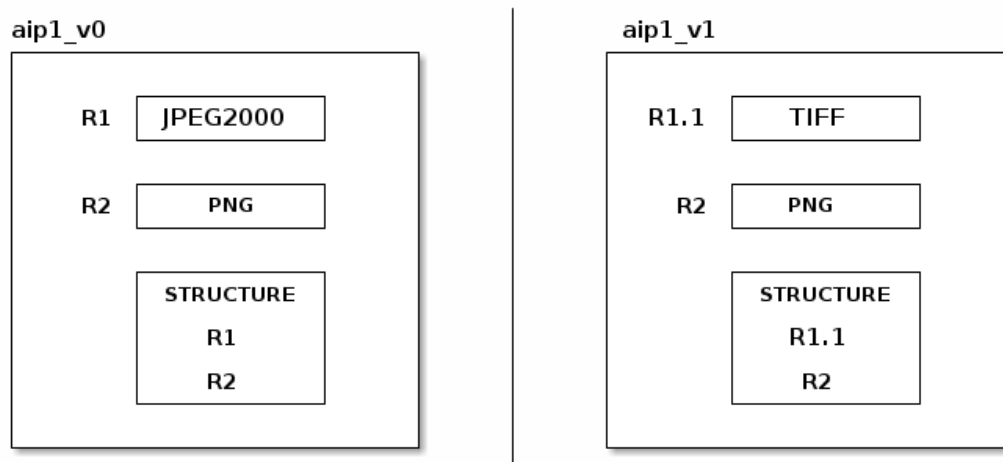 aip1_v0
R1 JPEG2000
R2 PNG
STRUCTURE
R1
R2
aip1_v1
R1.1 TIFF
R2 PNG
STRUCTURE
R1.1
R2